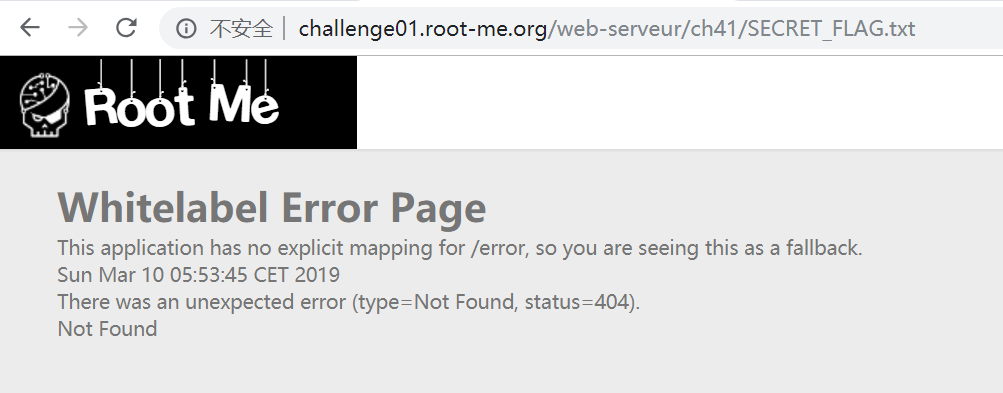 不安全 challenge01.root-me.org/web-serveur/ch41/SECRET_FLAG.txt
Root Me
Whitelabel Error Page
This application has no explicit mapping for /error, so you are seeing this as a fallback.
Sun Mar 10 05:53:45 CET 2019
There was an unexpected error (type=Not Found, status=404).
Not Found